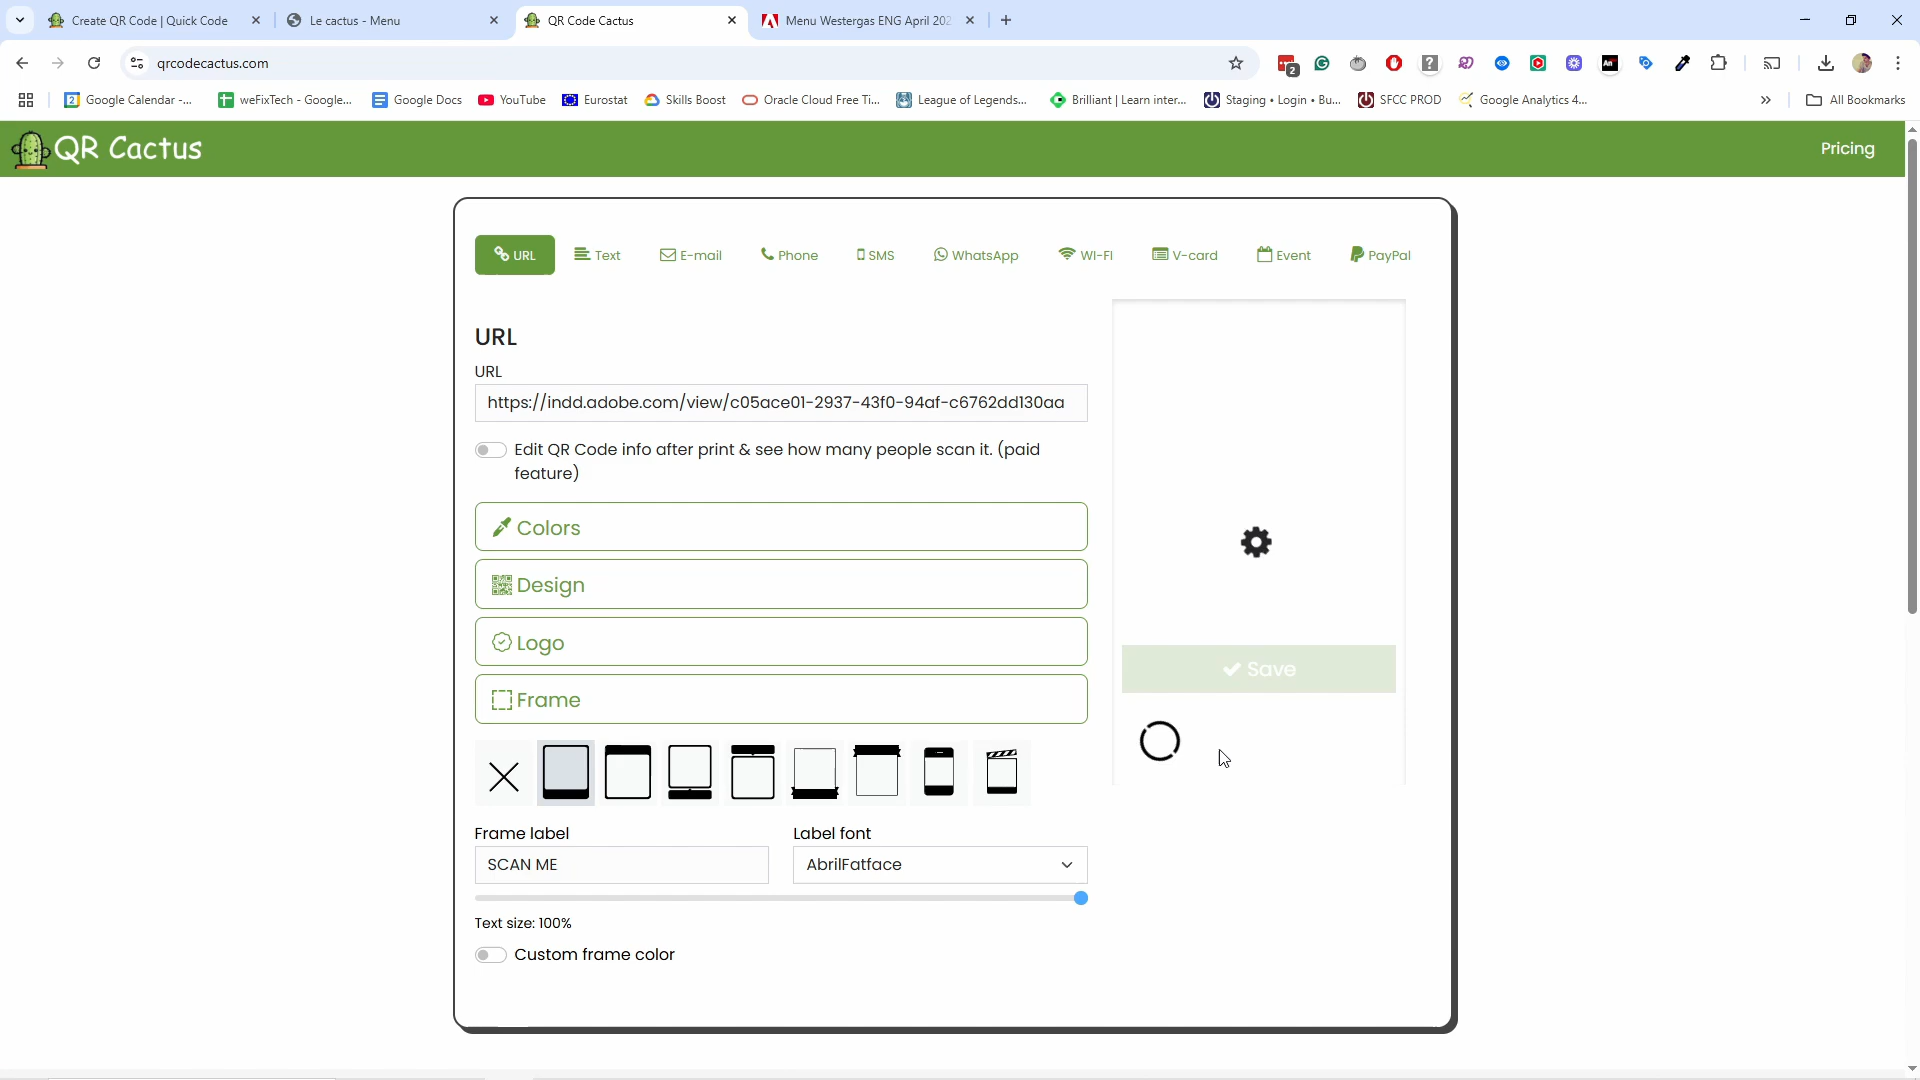 Create QR Code | Quick Code
Le cactus - Menu
QR Code Cactus
Menu Westergas ENG April 202
qrcodecactus.com
2
Google Calendar -...
weFixTech - Google...
Google Docs
YouTube
Eurostat
Skills Boost
Oracle Cloud Free Ti...
League of Legends...
Brilliant | Learn inter...
Staging • Login • Bu...
SFCC PROD
Google Analytics 4...
All Bookmarks
QR Cactus
Pricing
URL
Text
E-mail
Phone
SMS
WhatsApp
WI-FI
V-card
Event
PayPal
URL
URL
https://indd.adobe.com/view/c05ace01-2937-43f0-94af-c6762dd130aa
Edit QR Code info after print & see how many people scan it. (paid
feature)
Colors
Design
Logo
Frame
Save
Frame label
Label font
SCAN ME
AbrilFatface
Text size: 100%
Custom frame color